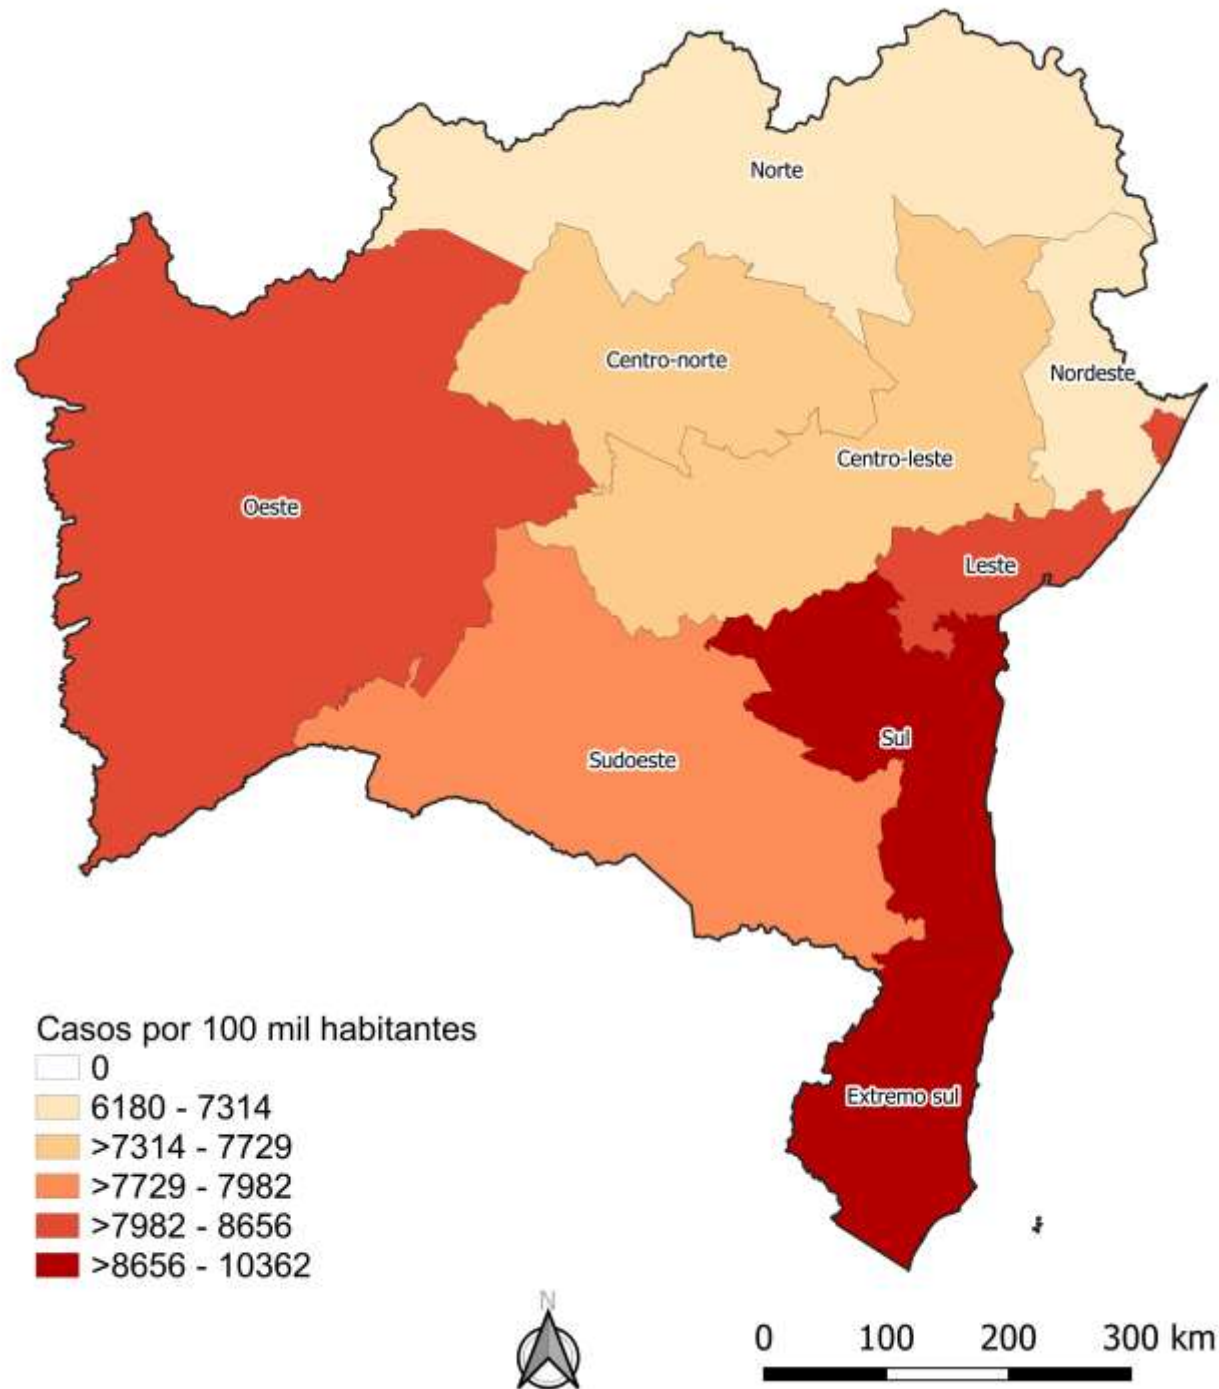 Norte
Centro-norte
Nordeste
Centro-leste
Oeste
Leste
Sul
Sudoeste
Extremo sul
Casos por 100 mil habitantes
0
6180 - 7314
>7314 - 7729
>7729 - 7982
>7982 - 8656
>8656 - 10362
N
0 100 200 300 km